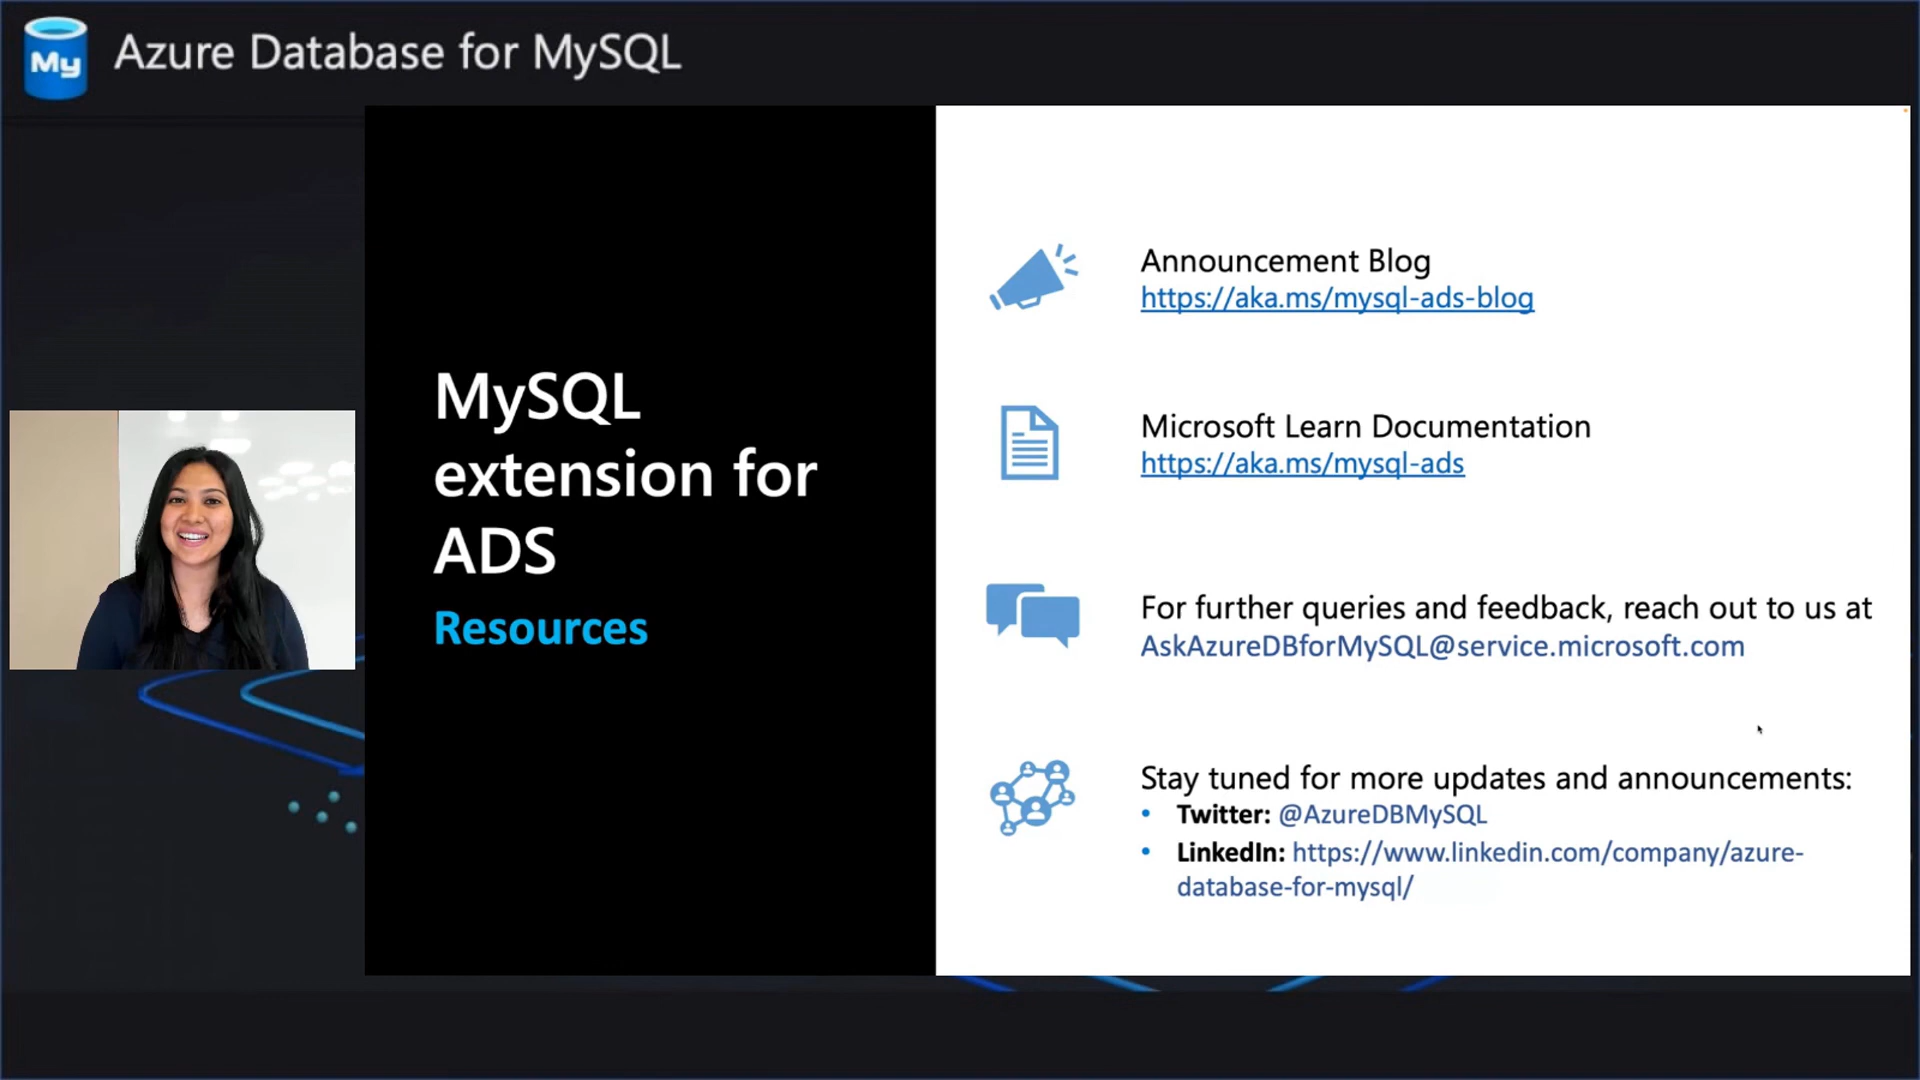 My
Azure Database for MySQL
MySQL
extension for
ADS
Resources
Announcement Blog
https://aka.ms/mysql-ads-blog
Microsoft Learn Documentation
https://aka.ms/mysql-ads
For further queries and feedback, reach out to us at
AskAzureDBforMySQL@service.microsoft.com
Stay tuned for more updates and announcements:
• Twitter: @AzureDBMySQL
• LinkedIn: https://www.linkedin.com/company/azure-
database-for-mysql/